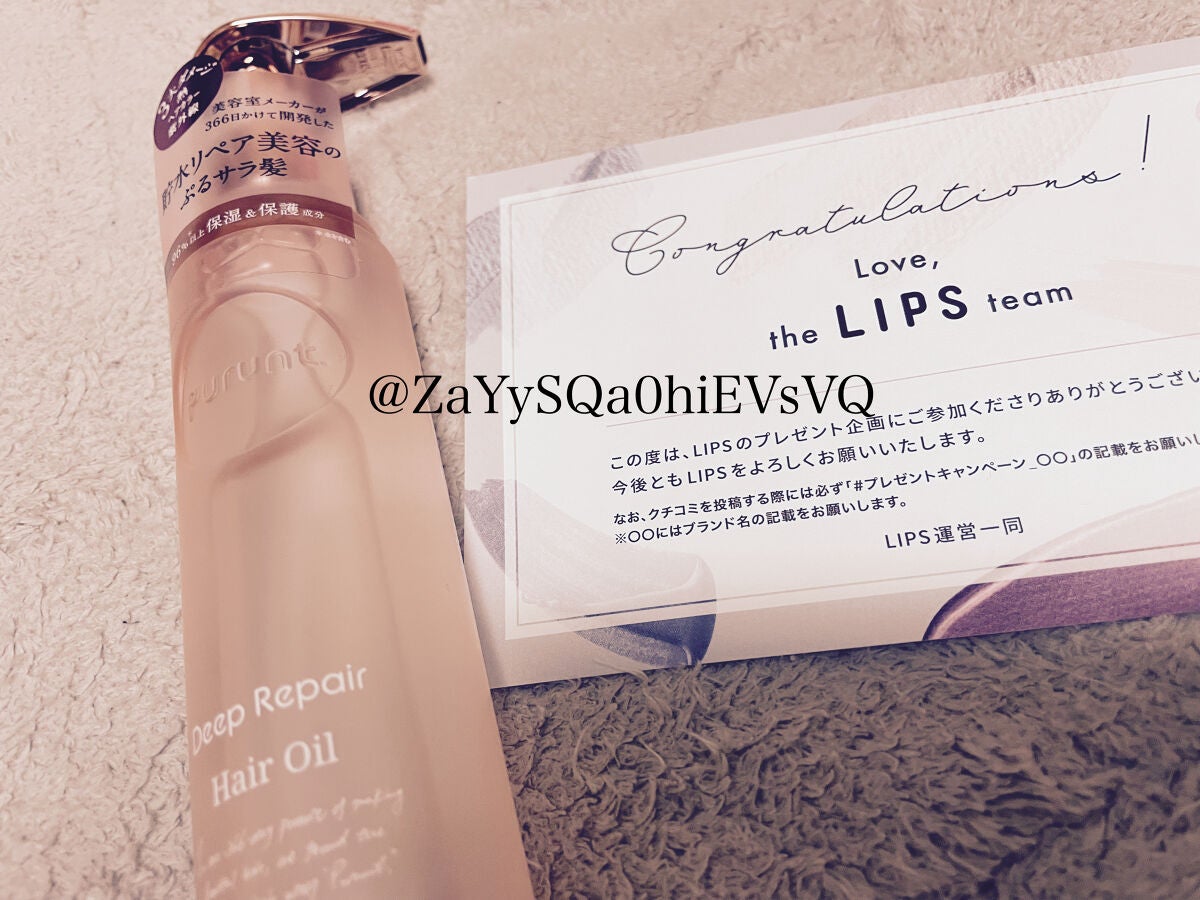 美容室メーカーが
366日かけて開発した
貯水リペア美容の
ぷるサラ髪
96%以上保湿&保護成分
purunt.
Deep Repair
Hair Oil
Congratulations!
Love,
the LIPS team
@ZaYySQa0hiEVsVQ
この度は、LIPSのプレゼント企画にご参加くださりありがとうござい
今後ともLIPSをよろしくお願いいたします。
なお、クチコミを投稿する際には必ず「#プレゼントキャンペーン_〇〇」の記載をお願いし
※〇〇にはブランド名の記載をお願いします。
LIPS運営一同